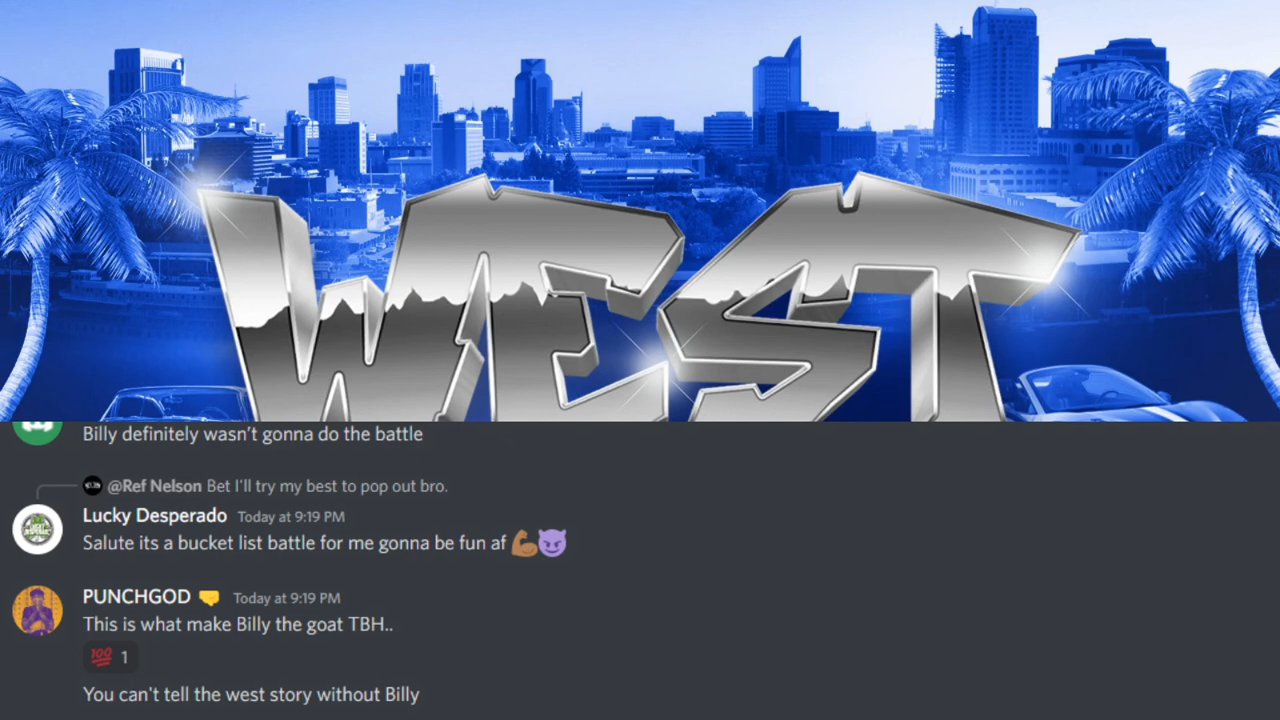 WEST
Billy definitely wasn't gonna do the battle
@Ref Nelson Bet I'll try my best to pop out bro.
Lucky Desperado Today at 9:19 PM
Salute its a bucket list battle for me gonna be fun af 💪🏽😈
PUNCHGOD 🤜 Today at 9:19 PM
This is what make Billy the goat TBH..
💯 1
You can't tell the west story without Billy